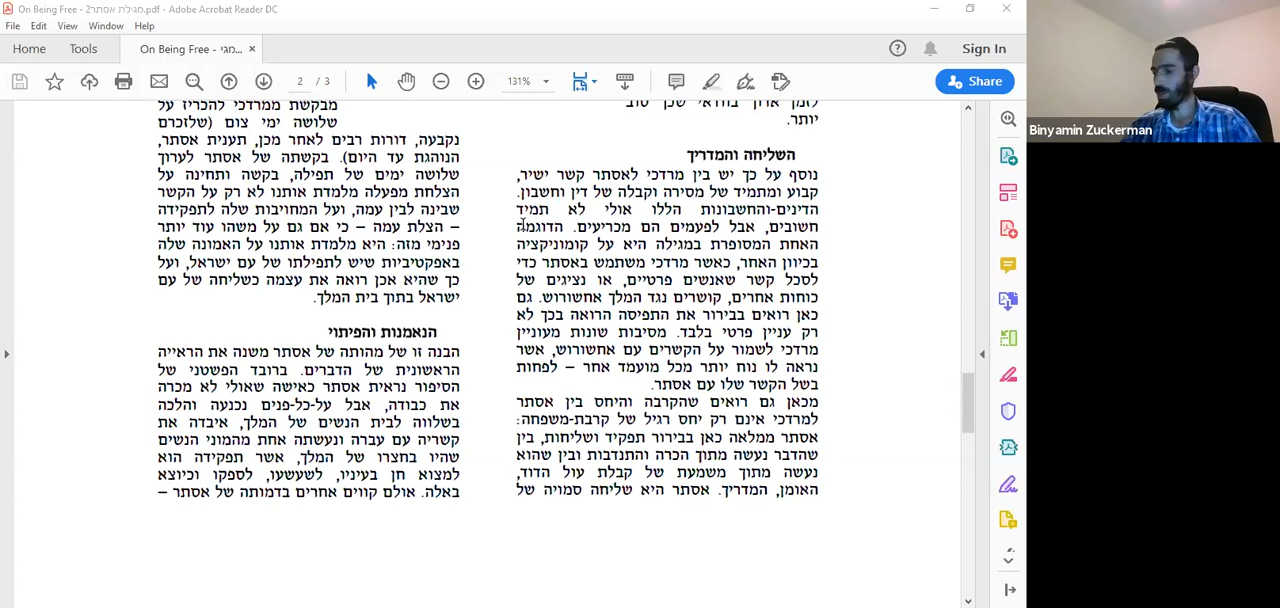 On Being Free - מגילת אסתר2.pdf - Adobe Acrobat Reader DC
File Edit View Window Help
Home Tools On Being Free - מגי... × Sign In
2 / 3 131% Share
Binyamin Zuckerman
לזמן ארוך בוודאי שכך טוב
יותר.
השליחה והמדריך
נוסף על כך יש בין מרדכי לאסתר קשר ישיר,
קבוע ומתמיד של מסירה וקבלה של דין וחשבון.
הדינים-והחשבונות הללו אולי לא תמיד
חשובים, אבל לפעמים הם מכריעים. הדוגמה
האחת המסופרת במגילה היא על קומוניקציה
בכיוון האחר, כאשר מרדכי משתמש באסתר כדי
לסכל קשר שאנשים פרטיים, או נציגים של
כוחות אחרים, קושרים נגד המלך אחשורוש. גם
כאן רואים בבירור את התפיסה הרואה בכך לא
רק עניין פרטי בלבד. מסיבות שונות מעוניין
מרדכי לשמור על הקשרים עם אחשורוש, אשר
נראה לו נוח יותר מכל מועמד אחר – לפחות
בשל הקשר שלו עם אסתר.
מכאן גם רואים שהקרבה והיחס בין אסתר
למרדכי אינם רק יחס רגיל של קרבת-משפחה:
אסתר ממלאה כאן בבירור תפקיד ושליחות, בין
שהדבר נעשה מתוך הכרה והתנדבות ובין שהוא
נעשה מתוך משמעת של קבלת עול הדוד,
האומן, המדריך. אסתר היא שליחה סמויה של
מבקשת ממרדכי להכריז על
שלושה ימי צום (שלזכרם
נקבעה, דורות רבים לאחר מכן, תענית אסתר,
הנוהגת עד היום). בקשתה של אסתר לערוך
שלושה ימים של תפילה, בקשה ותחינה על
הצלחת מפעלה מלמדת אותנו לא רק על הקשר
שבינה לבין עמה, ועל המחויבות שלה לתפקידה
– הצלת עמה – כי אם גם על משהו עוד יותר
פנימי מזה: היא מלמדת אותנו על האמונה שלה
באפקטיביות שיש לתפילתו של עם ישראל, ועל
כך שהיא אכן רואה את עצמה כשליחה של עם
ישראל בתוך בית המלך.
הנאמנות והפיתוי
הבנה זו של מהותה של אסתר משנה את הראייה
הראשונית של הדברים. ברובד הפשטני של
הסיפור נראית אסתר כאישה שאולי לא מכרה
את כבודה, אבל על-כל-פנים נכנעה והלכה
בשלווה לבית הנשים של המלך, איבדה את
קשריה עם עברה ונעשתה אחת מהמוני הנשים
שהיו בחצרו של המלך, אשר תפקידה הוא
למצוא חן בעיניו, לשעשעו, לספקו וכיוצא
באלה. אולם קווים אחרים בדמותה של אסתר –